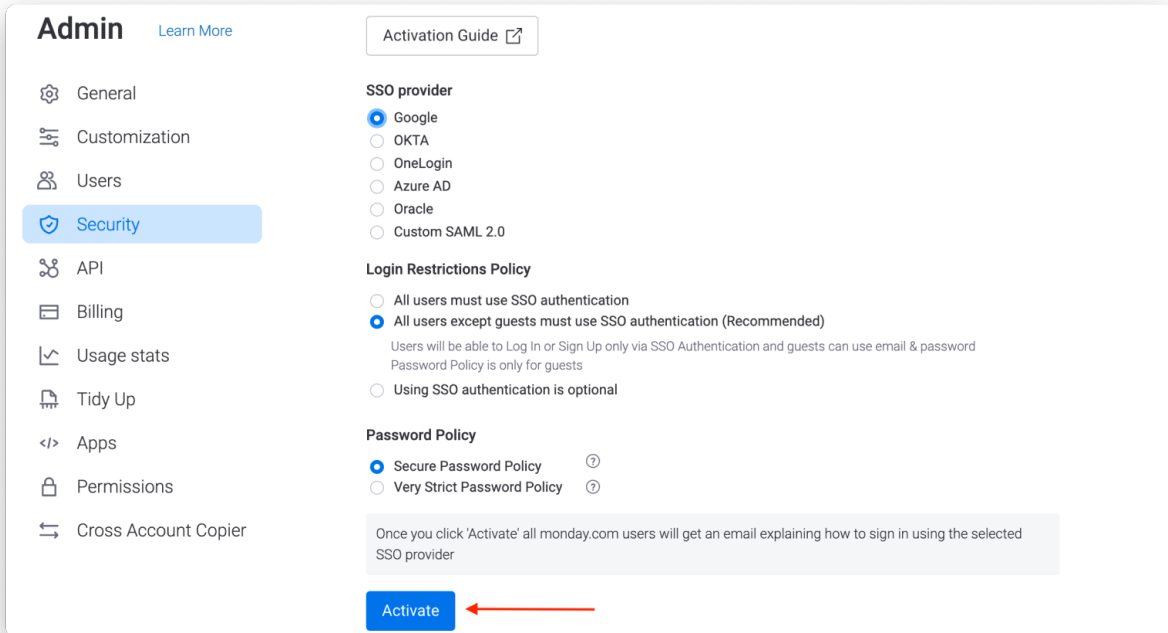 Admin
Learn More
General
Customization
Users
Security
API
Billing
Usage stats
Tidy Up
Apps
Permissions
Cross Account Copier
Activation Guide
SSO provider
Google
OKTA
OneLogin
Azure AD
Oracle
Custom SAML 2.0
Login Restrictions Policy
All users must use SSO authentication
All users except guests must use SSO authentication (Recommended)
Users will be able to Log In or Sign Up only via SSO Authentication and guests can use email & password
Password Policy is only for guests
Using SSO authentication is optional
Password Policy
Secure Password Policy ?
Very Strict Password Policy ?
Once you click 'Activate' all monday.com users will get an email explaining how to sign in using the selected
SSO provider
Activate